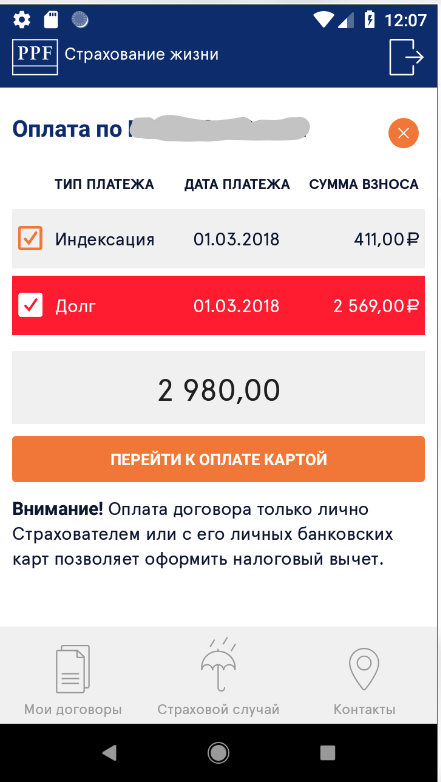 12:07
PPF Страхование жизни
Оплата по
ТИП ПЛАТЕЖА ДАТА ПЛАТЕЖА СУММА ВЗНОСА
Индексация 01.03.2018 411,00₽
Долг 01.03.2018 2 569,00₽
2 980,00
ПЕРЕЙТИ К ОПЛАТЕ КАРТОЙ
Внимание! Оплата договора только лично
Страхователем или с его личных банковских
карт позволяет оформить налоговый вычет.
Мои договоры Страховой случай Контакты